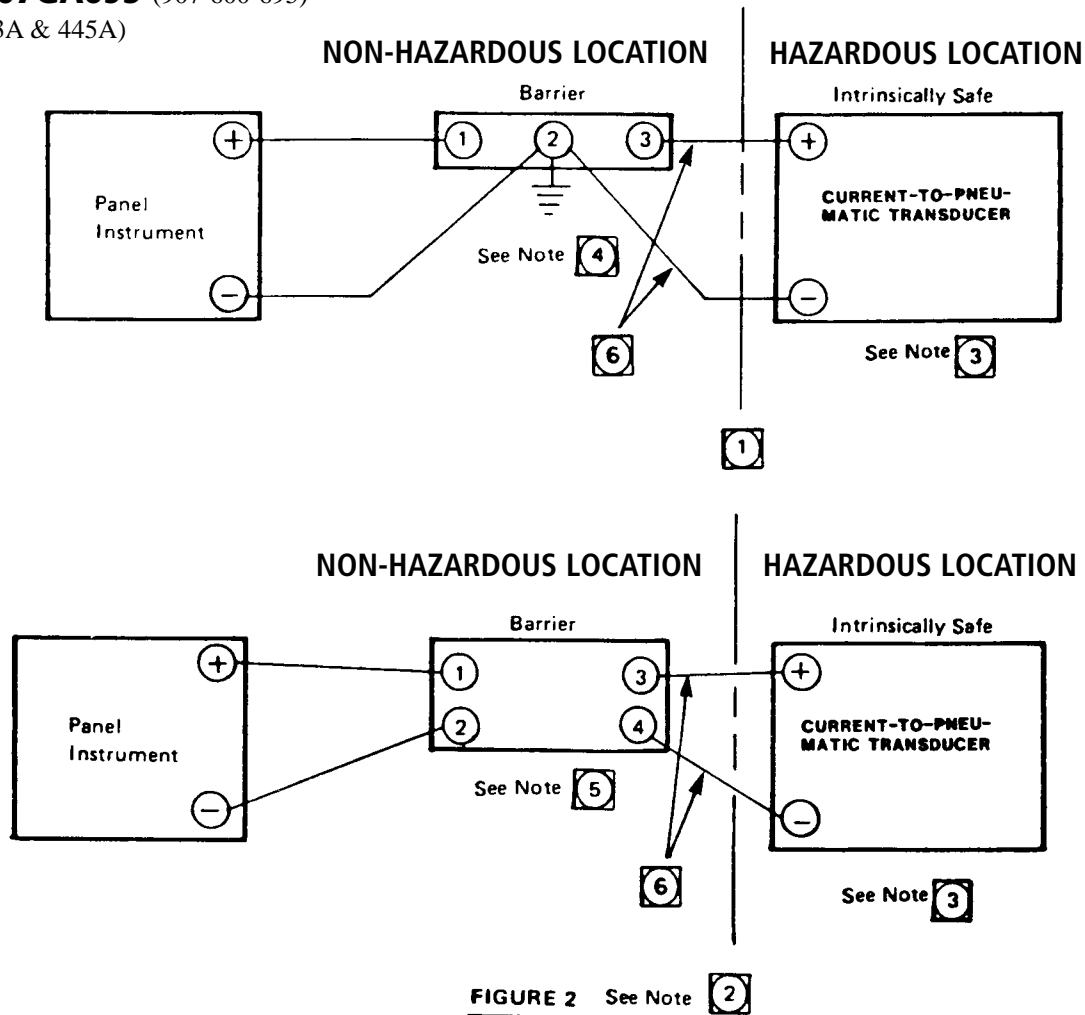 (907-600-695)
3A & 445A)
NON-HAZARDOUS LOCATION
HAZARDOUS LOCATION
Barrier
Intrinsically Safe
+
1
2
3
+
Panel
Instrument
CURRENT-TO-PNEU-
MATIC TRANSDUCER
See Note 4
−
−
6
See Note 3
1
NON-HAZARDOUS LOCATION
HAZARDOUS LOCATION
Barrier
Intrinsically Safe
+
1
3
+
Panel
Instrument
2
4
CURRENT-TO-PNEU-
MATIC TRANSDUCER
See Note 5
−
−
6
See Note 3
FIGURE 2 See Note 2